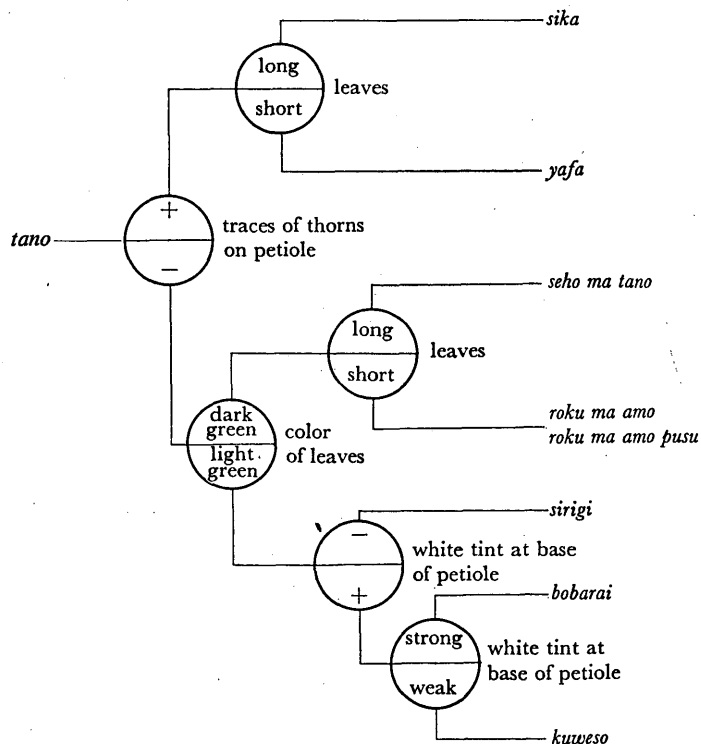 sika
long
leaves
short
yafa
+
traces of thorns
tano
on petiole
−
seho ma tano
long
leaves
short
roku ma amo
roku ma amo pusu
dark
green
color
light
of leaves
green
sirigi
−
white tint at base
of petiole
+
bobarai
strong
white tint at
base of petiole
weak
kuweso